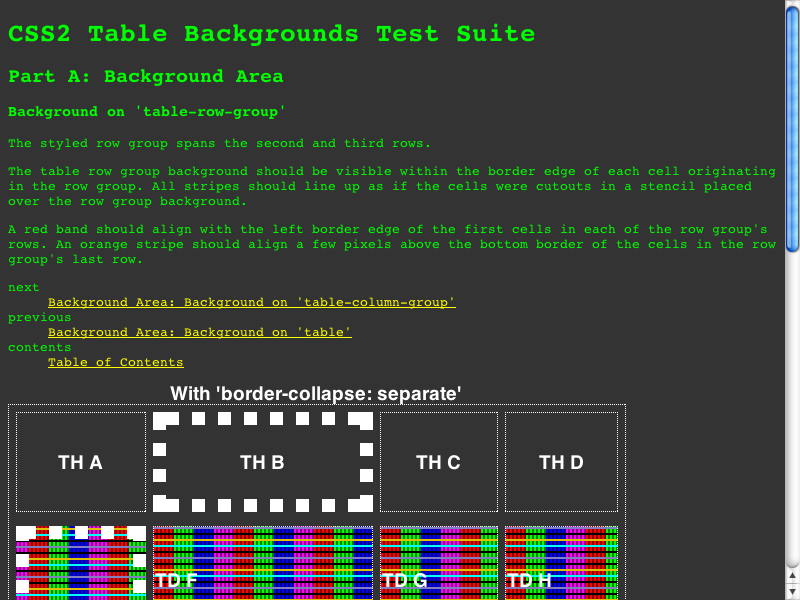 CSS2 Table Backgrounds Test Suite
Part A: Background Area
Background on 'table-row-group'
The styled row group spans the second and third rows.
The table row group background should be visible within the border edge of each cell originating
in the row group. All stripes should line up as if the cells were cutouts in a stencil placed
over the row group background.
A red band should align with the left border edge of the first cells in each of the row group's
rows. An orange stripe should align a few pixels above the bottom border of the cells in the row
group's last row.
next
Background Area: Background on 'table-column-group'
previous
Background Area: Background on 'table'
contents
Table of Contents
With 'border-collapse: separate'
TH A TH B TH C TH D
TD F TD G TD H